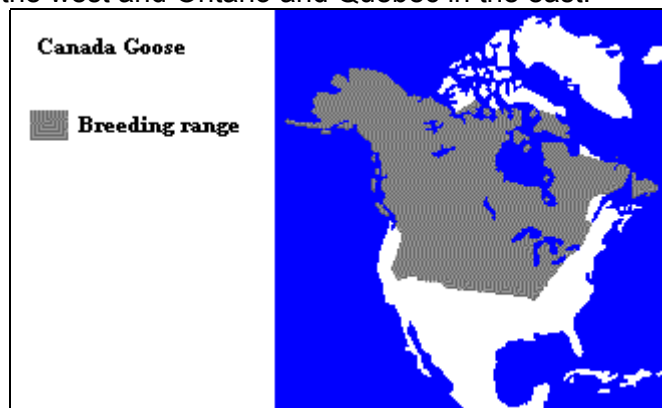 the west and Ontario and Quebec in the east.
Canada Goose
Breeding range